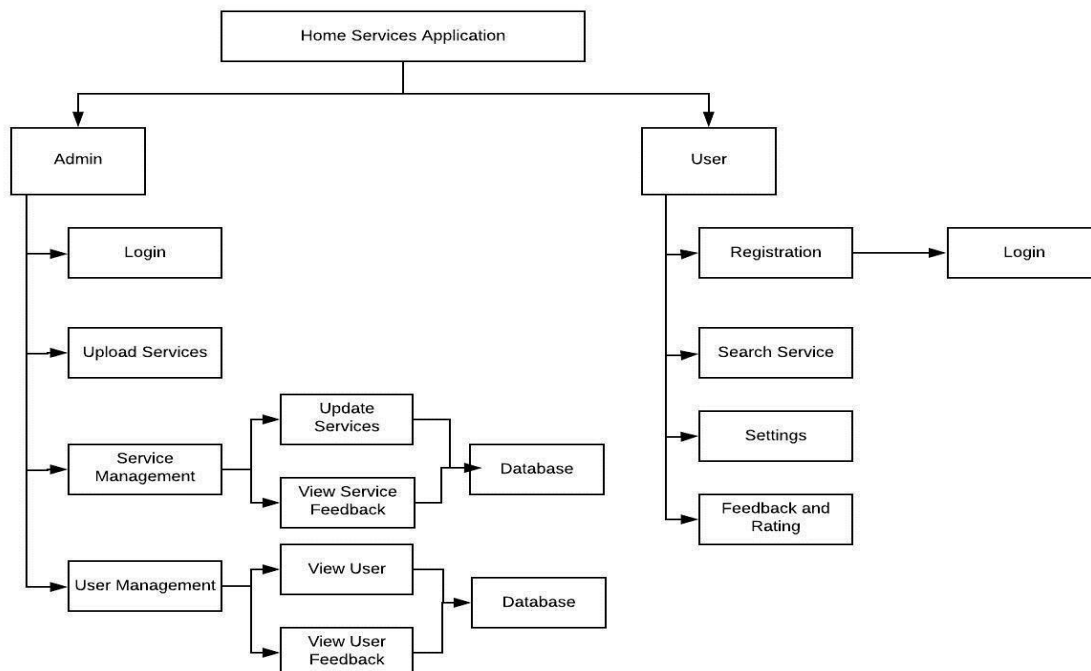 Home Services Application
Admin
User
Login
Registration
Login
Upload Services
Search Service
Update
Services
Settings
Service
Management
Database
View Service
Feedback
Feedback and
Rating
View User
User Management
Database
View User
Feedback